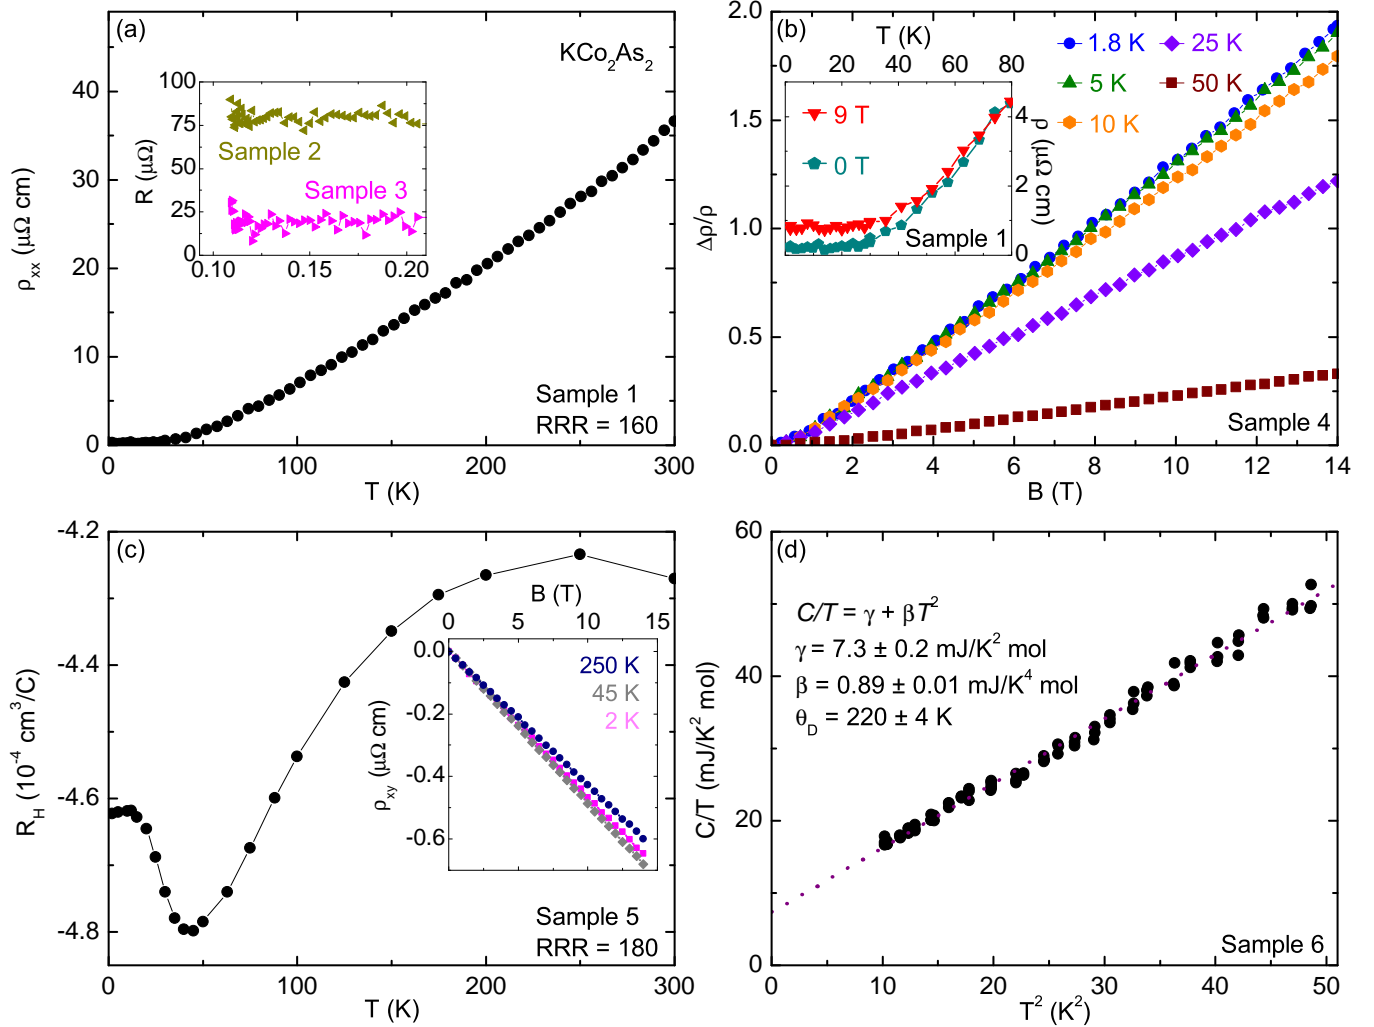 (a)
KCo2As2
ρxx (μΩ cm)
40
30
20
10
0
0
100
200
300
T (K)
Sample 1
RRR = 160
R (μΩ)
100
75
50
25
0
0.10
0.15
0.20
Sample 2
Sample 3
(b)
T (K)
0 20 40 60 80
9 T
0 T
4
2
0
ρ (μΩ cm)
Sample 1
1.8 K
25 K
5 K
50 K
10 K
Δρ/ρ
2.0
1.5
1.0
0.5
0.0
0 2 4 6 8 10 12 14
B (T)
Sample 4
(c)
RH (10-4 cm3/C)
-4.2
-4.4
-4.6
-4.8
0
100
200
300
T (K)
B (T)
0 5 10 15
0.0
-0.2
-0.4
-0.6
ρxy (μΩ cm)
250 K
45 K
2 K
Sample 5
RRR = 180
(d)
C/T = γ + βT2
γ = 7.3 ± 0.2 mJ/K2 mol
β = 0.89 ± 0.01 mJ/K4 mol
θD = 220 ± 4 K
C/T (mJ/K2 mol)
60
40
20
0
0 10 20 30 40 50
T2 (K2)
Sample 6